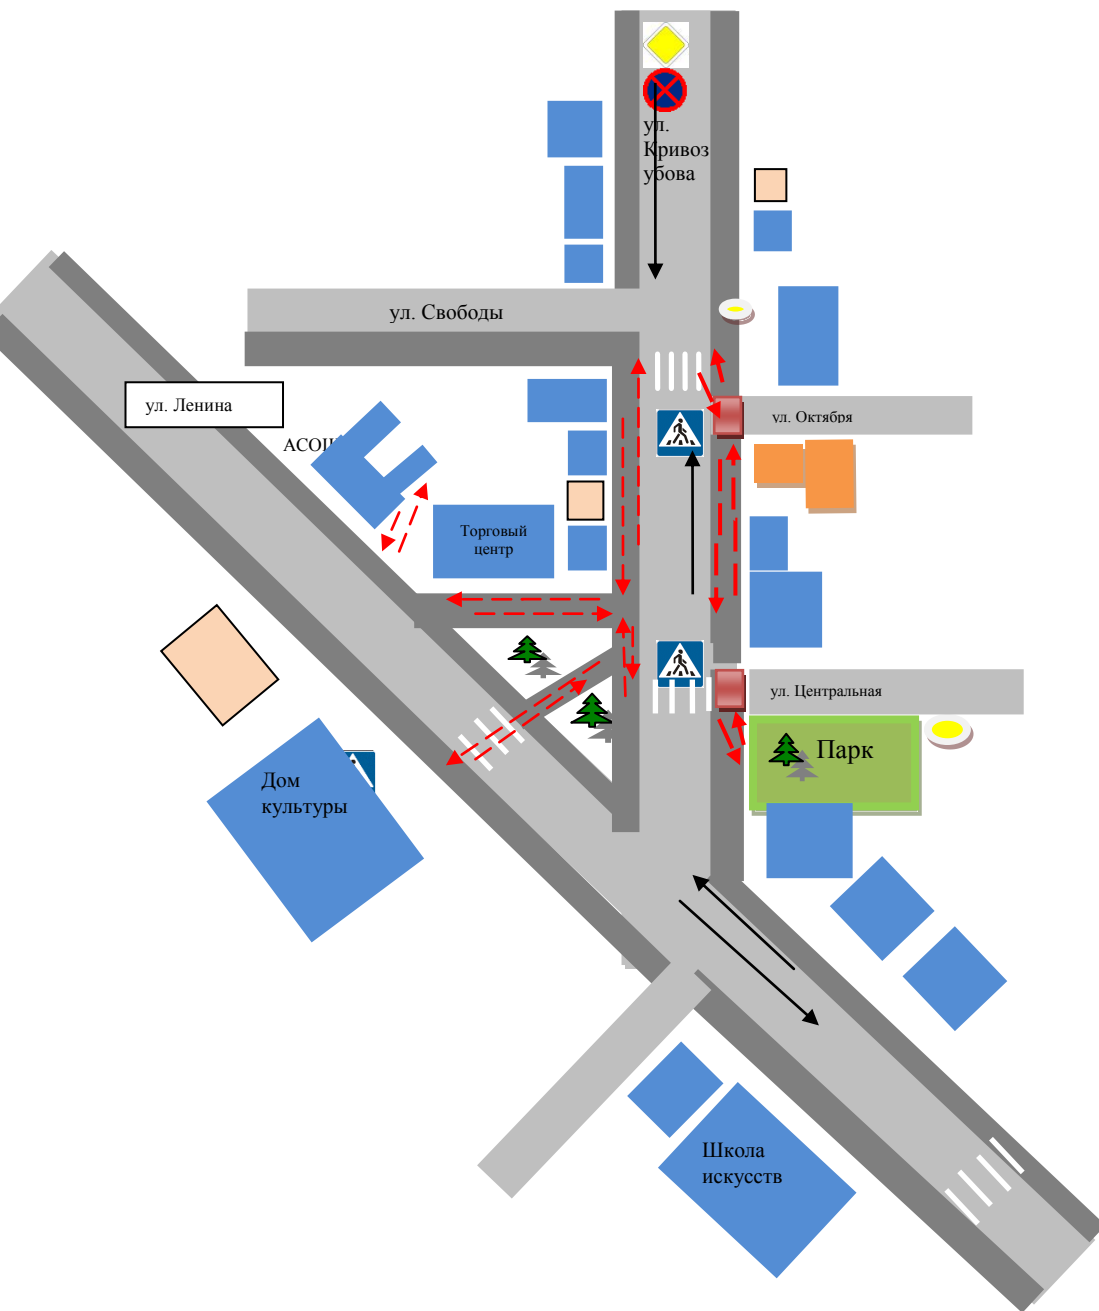 ул.
Кривоз
убова
ул. Свободы
ул. Ленина
ул. Октября
Торговый
центр
ул. Центральная
Парк
Дом
культуры
Школа
искусств